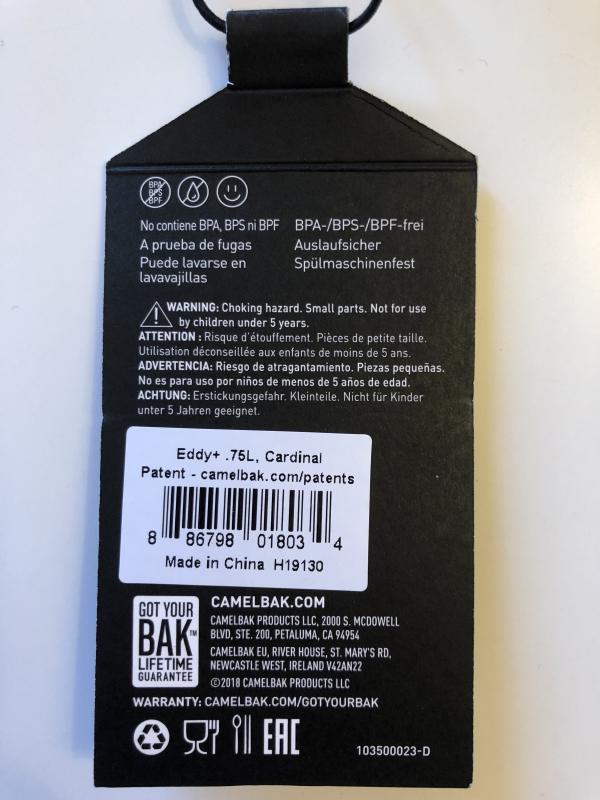 BPA
BPS
BPF
No contiene BPA, BPS ni BPF
A prueba de fugas
Puede lavarse en
lavavajillas
BPA-/BPS-/BPF-frei
Auslaufsicher
Spülmaschinenfest
WARNING: Choking hazard. Small parts. Not for use
by children under 5 years.
ATTENTION : Risque d'étouffement. Pièces de petite taille.
Utilisation déconseillée aux enfants de moins de 5 ans.
ADVERTENCIA: Riesgo de atragantamiento. Piezas pequeñas.
No es para uso por niños de menos de 5 años de edad.
ACHTUNG: Erstickungsgefahr. Kleinteile. Nicht für Kinder
unter 5 Jahren geeignet.
Eddy+ .75L, Cardinal
Patent - camelbak.com/patents
8 86798 01803 4
Made in China H19130
GOT YOUR
BAK™
LIFETIME
GUARANTEE
CAMELBAK.COM
CAMELBAK PRODUCTS LLC, 2000 S. MCDOWELL
BLVD, STE. 200, PETALUMA, CA 94954
CAMELBAK EU, RIVER HOUSE, ST. MARY'S RD,
NEWCASTLE WEST, IRELAND V42AN22
©2018 CAMELBAK PRODUCTS LLC
WARRANTY: CAMELBAK.COM/GOTYOURBAK
EAC
103500023-D